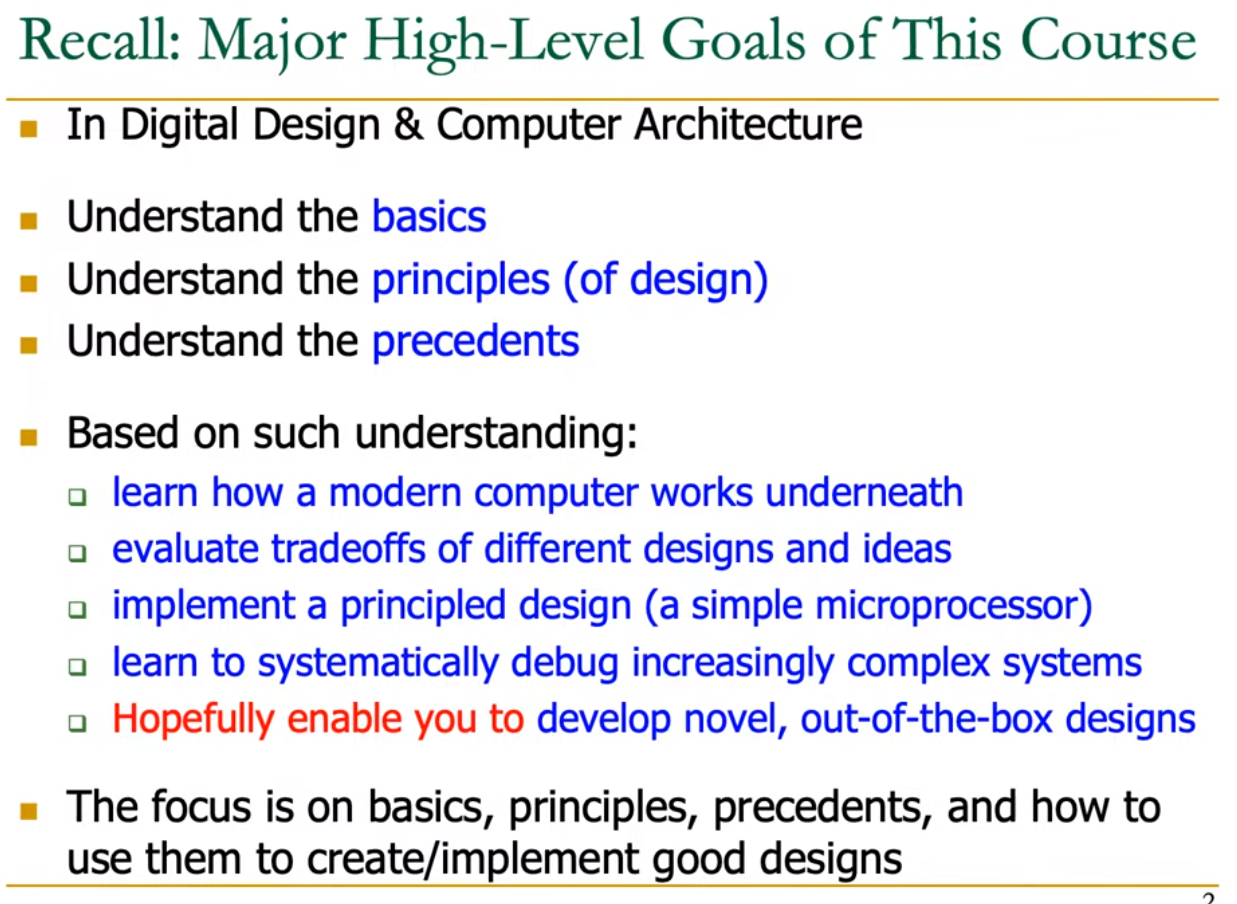 Recall: Major High-Level Goals of This Course
In Digital Design & Computer Architecture
Understand the basics
Understand the principles (of design)
Understand the precedents
Based on such understanding:
learn how a modern computer works underneath
evaluate tradeoffs of different designs and ideas
implement a principled design (a simple microprocessor)
learn to systematically debug increasingly complex systems
Hopefully enable you to develop novel, out-of-the-box designs
The focus is on basics, principles, precedents, and how to
use them to create/implement good designs
2